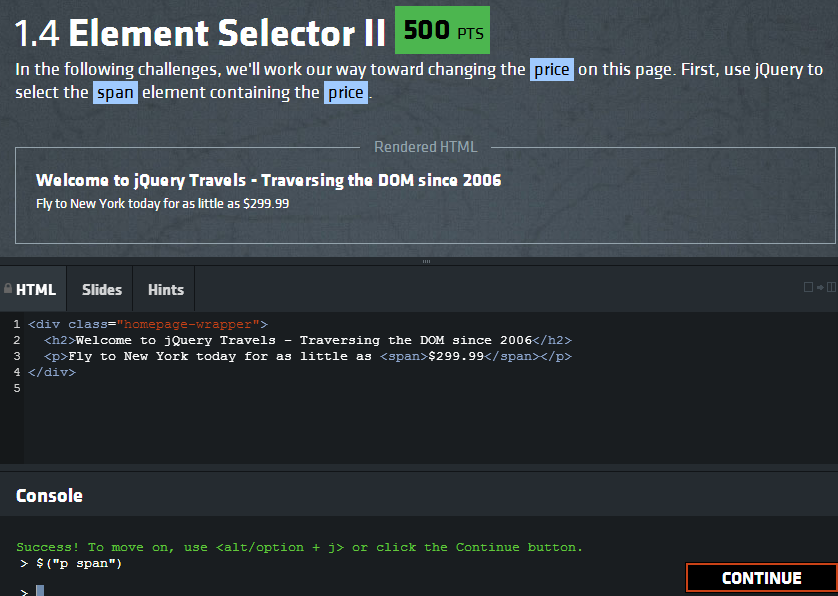 1.4 Element Selector II 500 PTS
In the following challenges, we'll work our way toward changing the price on this page. First, use jQuery to
select the span element containing the price.
Rendered HTML
Welcome to jQuery Travels - Traversing the DOM since 2006
Fly to New York today for as little as $299.99
HTML Slides Hints
1 <div class="homepage-wrapper">
2 <h2>Welcome to jQuery Travels - Traversing the DOM since 2006</h2>
3 <p>Fly to New York today for as little as <span>$299.99</span></p>
4 </div>
5
Console
Success! To move on, use <alt/option + j> or click the Continue button.
> $("p span")
CONTINUE
>